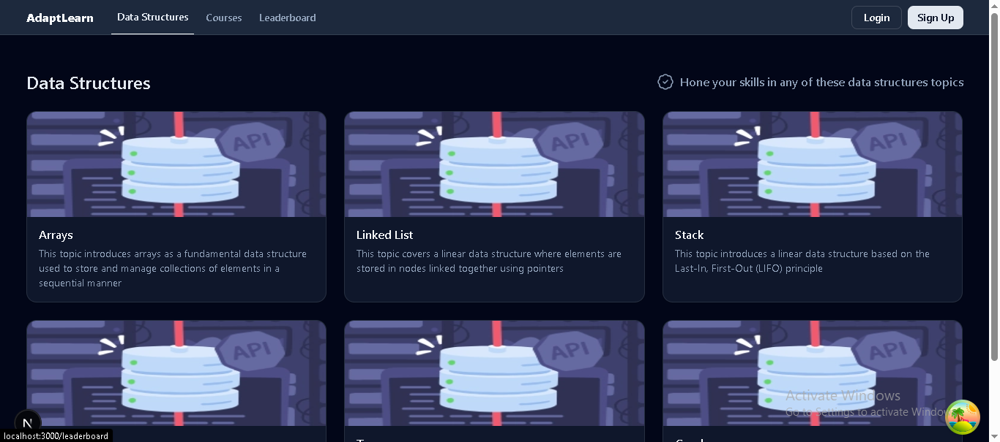 AdaptLearn Data Structures Courses Leaderboard Login Sign Up
Data Structures
Hone your skills in any of these data structures topics
API
API
API
Arrays
This topic introduces arrays as a fundamental data structure
used to store and manage collections of elements in a
sequential manner
Linked List
This topic covers a linear data structure where elements are
stored in nodes linked together using pointers
Stack
This topic introduces a linear data structure based on the
Last-In, First-Out (LIFO) principle
API
API
API
Activate Windows
Go to Settings to activate Windows
N
localhost:3000/leaderboard